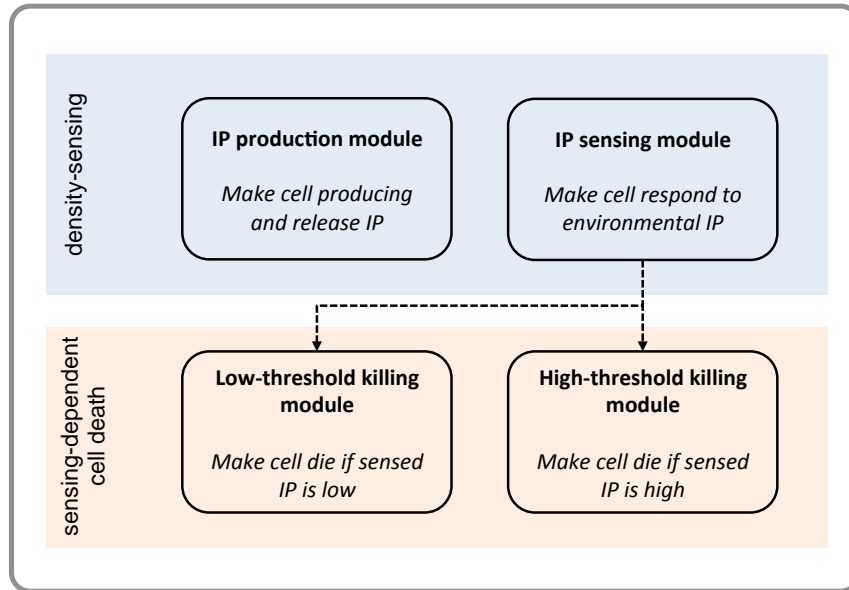 density-sensing
IP production module
Make cell producing
and release IP
IP sensing module
Make cell respond to
environmental IP
sensing-dependent
cell death
Low-threshold killing
module
Make cell die if sensed
IP is low
High-threshold killing
module
Make cell die if sensed
IP is high